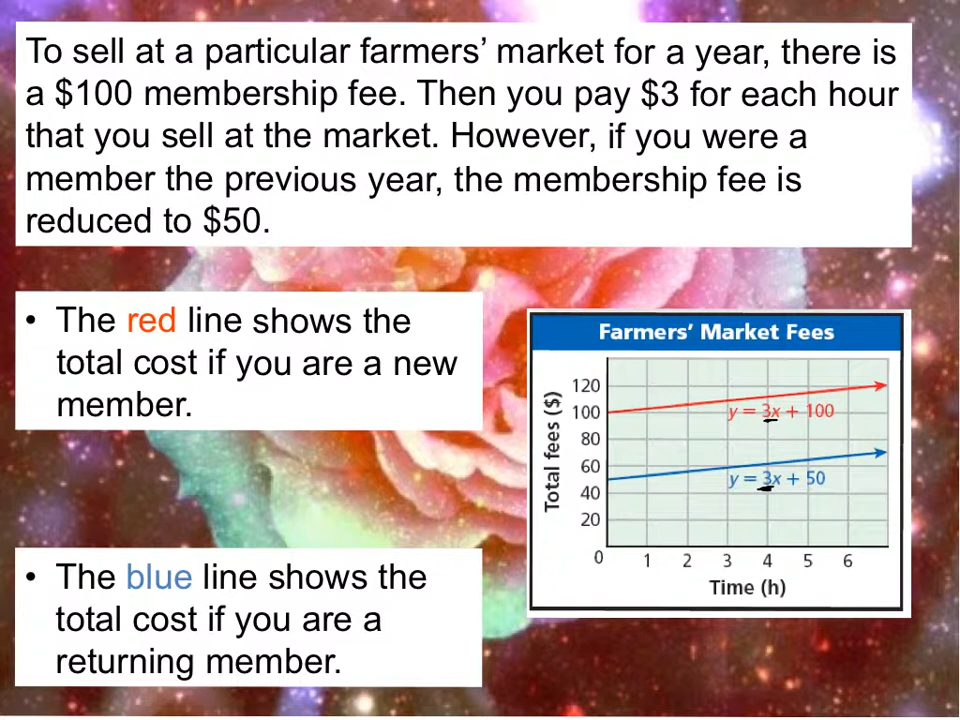 To sell at a particular farmers’ market for a year, there is
a $100 membership fee. Then you pay $3 for each hour
that you sell at the market. However, if you were a
member the previous year, the membership fee is
reduced to $50.
• The red line shows the
total cost if you are a new
member.
• The blue line shows the
total cost if you are a
returning member.
Farmers’ Market Fees
Total fees ($)
120
100
80
60
40
20
0 1 2 3 4 5 6
Time (h)
y = 3x + 100
y = 3x + 50